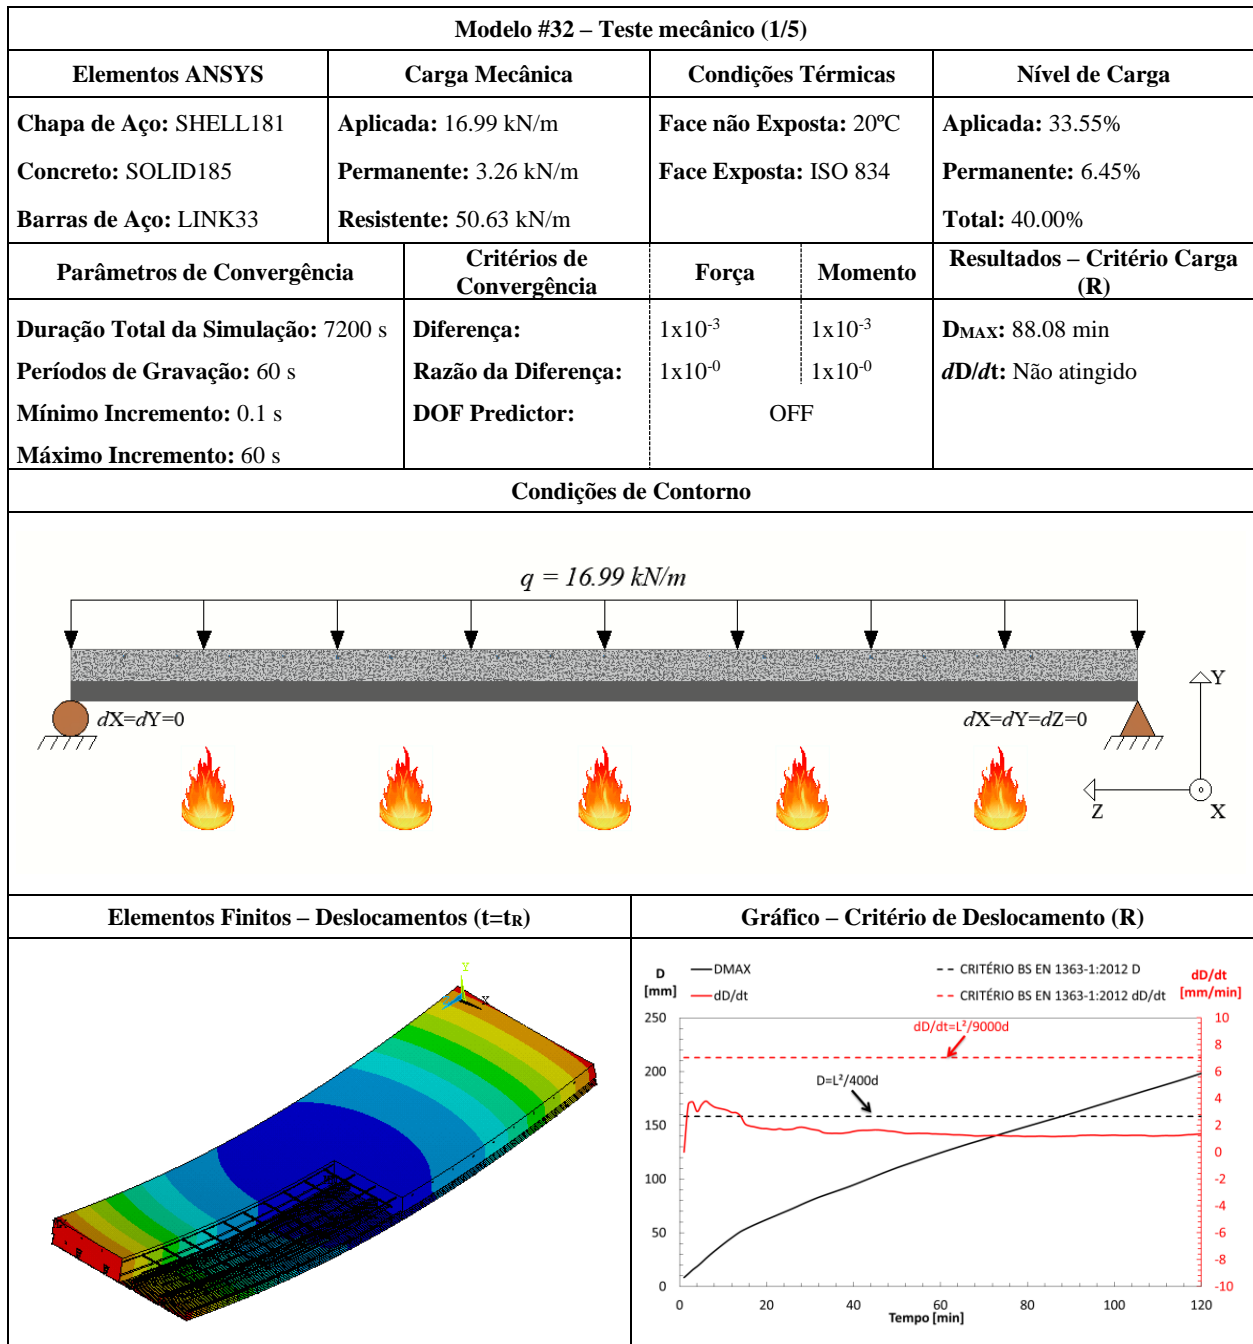 Modelo #32 – Teste mecânico (1/5)
Elementos ANSYS
Carga Mecânica
Condições Térmicas
Nível de Carga
Chapa de Aço: SHELL181
Concreto: SOLID185
Barras de Aço: LINK33
Aplicada: 16.99 kN/m
Permanente: 3.26 kN/m
Resistente: 50.63 kN/m
Face não Exposta: 20ºC
Face Exposta: ISO 834
Aplicada: 33.55%
Permanente: 6.45%
Total: 40.00%
Parâmetros de Convergência
Critérios de
Convergência
Força
Momento
Resultados – Critério Carga
(R)
Duração Total da Simulação: 7200 s
Períodos de Gravação: 60 s
Mínimo Incremento: 0.1 s
Máximo Incremento: 60 s
Diferença: 1x10-3 1x10-3
Razão da Diferença: 1x10-0 1x10-0
DOF Predictor: OFF
DMAX: 88.08 min
dD/dt: Não atingido
Condições de Contorno
q = 16.99 kN/m
dX=dY=0
dX=dY=dZ=0
Y
Z
X
Elementos Finitos – Deslocamentos (t=tR)
Gráfico – Critério de Deslocamento (R)
Y
X
D
[mm]
DMAX
dD/dt
CRITÉRIO BS EN 1363-1:2012 D
CRITÉRIO BS EN 1363-1:2012 dD/dt
dD/dt
[mm/min]
250
200
150
100
50
0
dD/dt=L²/9000d
D=L²/400d
10
8
6
4
2
0
-2
-4
-6
-8
-10
0 20 40 60 80 100 120
Tempo [min]